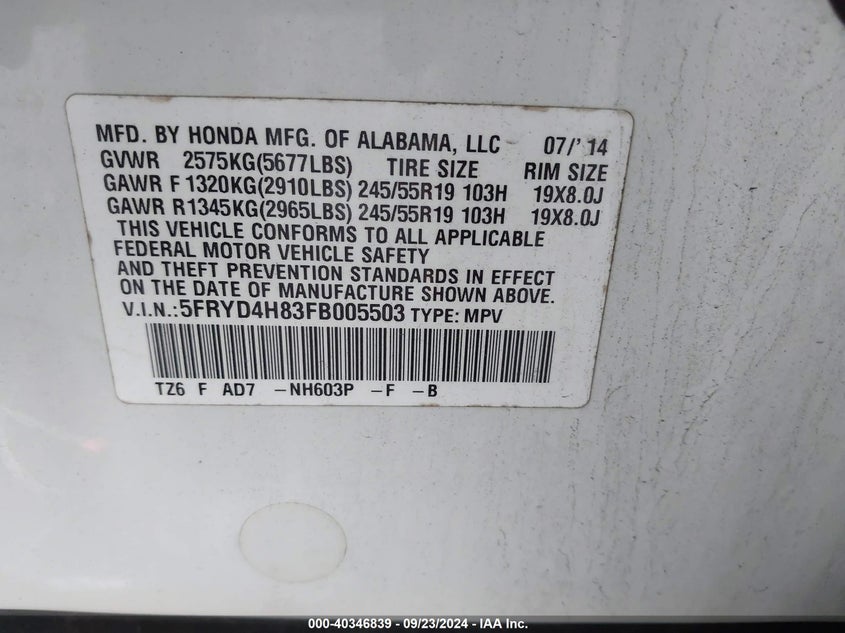 MFD. BY HONDA MFG. OF ALABAMA, LLC 07/'14
GVWR 2575KG(5677LBS) TIRE SIZE RIM SIZE
GAWR F 1320KG(2910LBS) 245/55R19 103H 19X8.0J
GAWR R1345KG(2965LBS) 245/55R19 103H 19X8.0J
THIS VEHICLE CONFORMS TO ALL APPLICABLE
FEDERAL MOTOR VEHICLE SAFETY
AND THEFT PREVENTION STANDARDS IN EFFECT
ON THE DATE OF MANUFACTURE SHOWN ABOVE.
V.I.N.:5FRYD4H83FB005503 TYPE: MPV
TZ6 F AD7 -NH603P -F -B
000-40346839 - 09/23/2024 - IAA Inc.